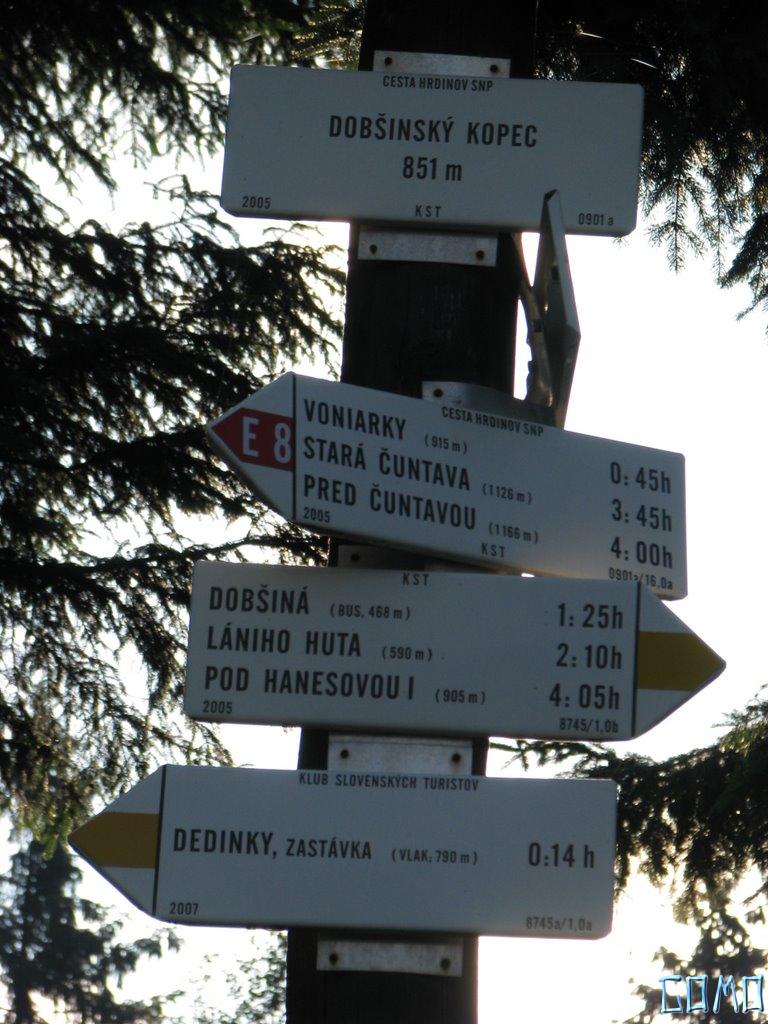 CESTA HRDINOV SNP
DOBŠINSKÝ KOPEC
851 m
2005 KST 0901 a
CESTA HRDINOV SNP
E 8
VONIARKY (915 m) 0:45h
STARÁ ČUNTAVA (1126 m) 3:45h
PRED ČUNTAVOU (1166 m) 4:00h
2005 KST 0901a/16,0a
KST
DOBŠINÁ (BUS, 468 m) 1:25h
LÁNIHO HUTA (590 m) 2:10h
POD HANESOVOU I (905 m) 4:05h
2005 8745/1,0b
KLUB SLOVENSKÝCH TURISTOV
DEDINKY, ZASTÁVKA (VLAK, 790 m) 0:14 h
2007 8745a/1,0a
GOMO